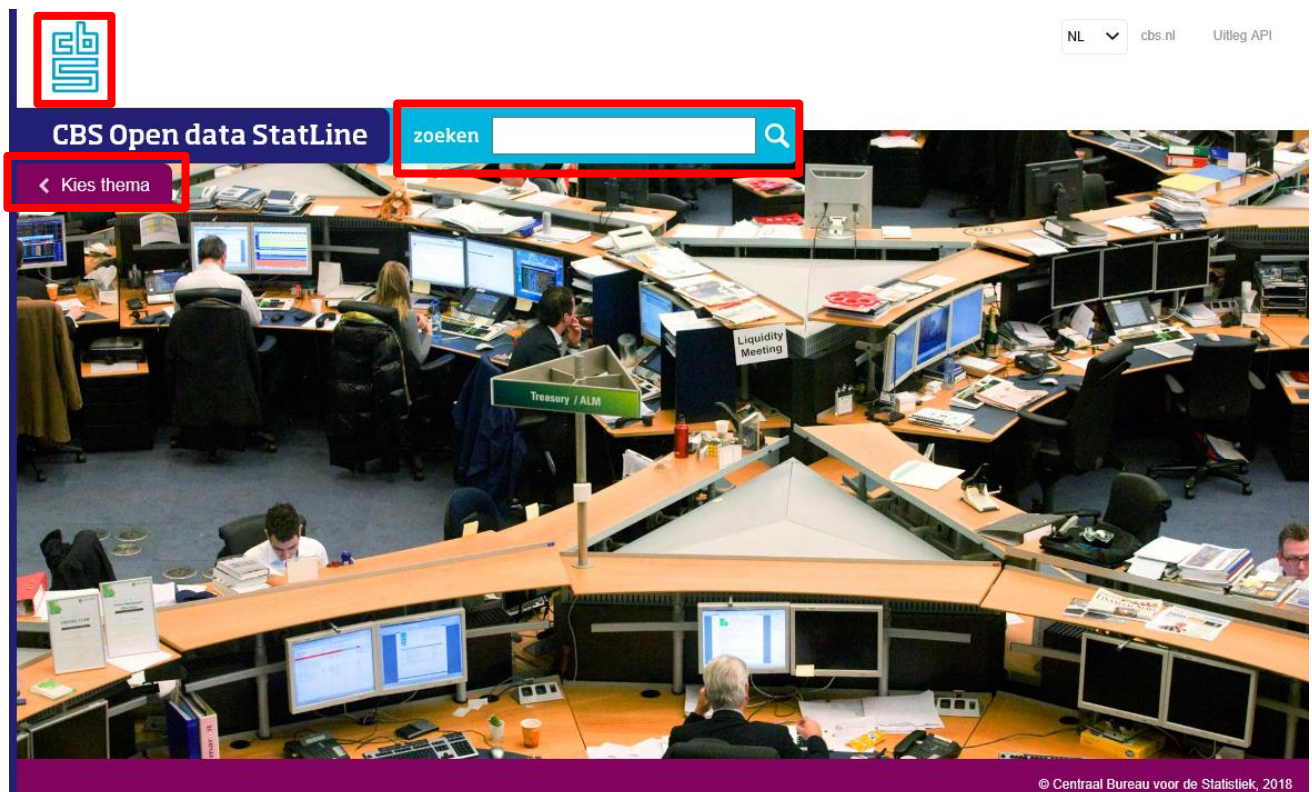 cbs
NL
cbs.nl
Uitleg API
CBS Open data StatLine
zoeken
Kies thema
Liquidity
Meeting
Treasury / ALM
© Centraal Bureau voor de Statistiek, 2018